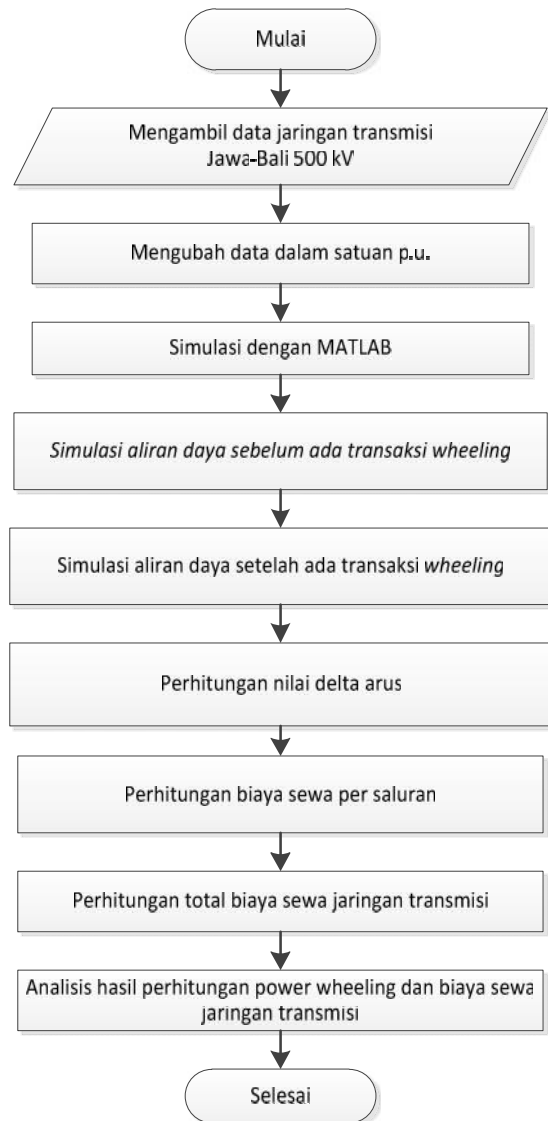 Mulai
Mengambil data jaringan transmisi
Jawa-Bali 500 kV
Mengubah data dalam satuan p.u.
Simulasi dengan MATLAB
Simulasi aliran daya sebelum ada transaksi wheeling
Simulasi aliran daya setelah ada transaksi wheeling
Perhitungan nilai delta arus
Perhitungan biaya sewa per saluran
Perhitungan total biaya sewa jaringan transmisi
Analisis hasil perhitungan power wheeling dan biaya sewa
jaringan transmisi
Selesai